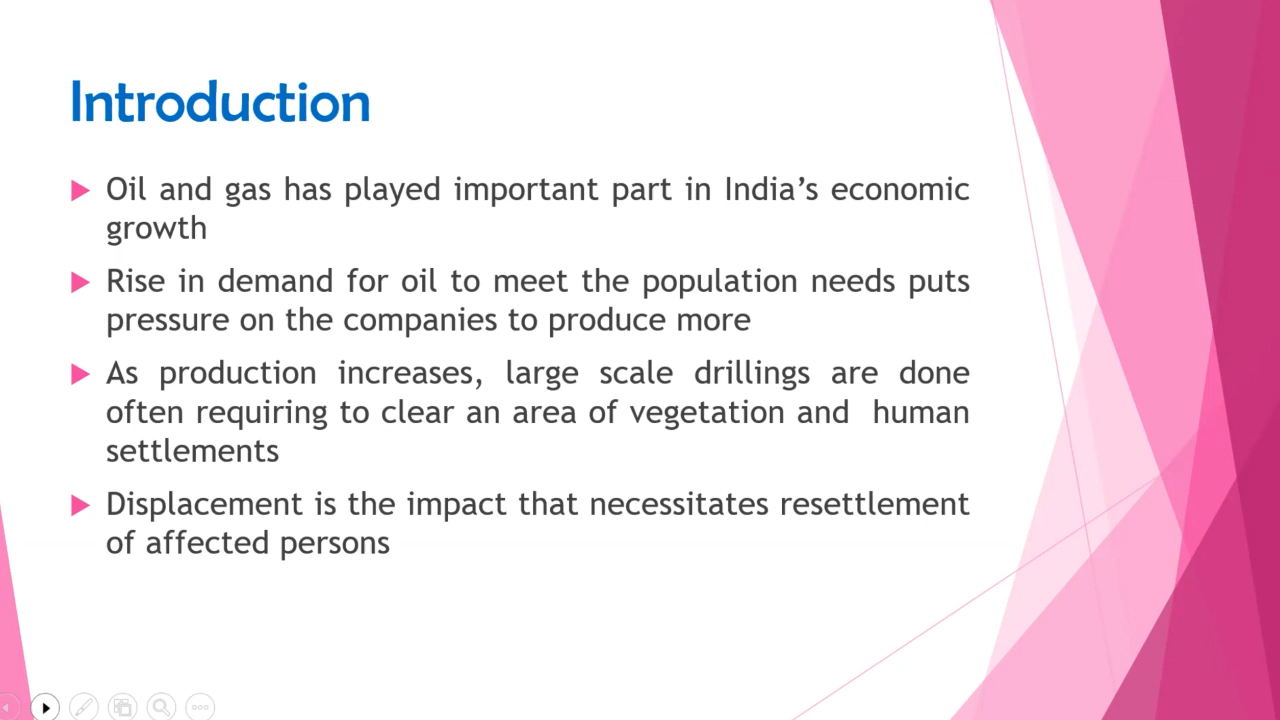 Introduction
Oil and gas has played important part in India’s economic
growth
Rise in demand for oil to meet the population needs puts
pressure on the companies to produce more
As production increases, large scale drillings are done
often requiring to clear an area of vegetation and  human
settlements
Displacement is the impact that necessitates resettlement
of affected persons